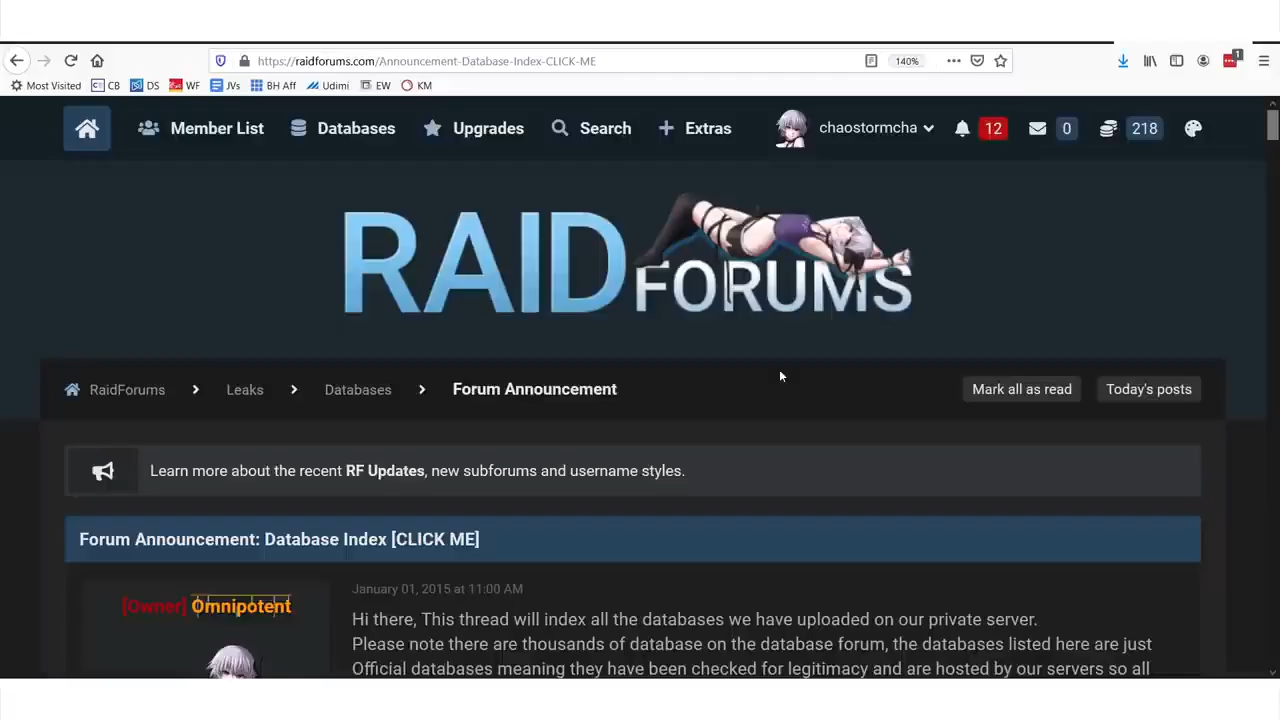 https://raidforums.com/Announcement-Database-Index-CLICK-ME
140%
1
Most Visited CB DS WF JVs BH Aff Udimi EW KM
Member List Databases Upgrades Search Extras chaostormcha 12 0 218
RAID FORUMS
RaidForums Leaks Databases Forum Announcement Mark all as read Today's posts
Learn more about the recent RF Updates, new subforums and username styles.
Forum Announcement: Database Index [CLICK ME]
January 01, 2015 at 11:00 AM
[Owner] Omnipotent
Hi there, This thread will index all the databases we have uploaded on our private server.
Please note there are thousands of database on the database forum, the databases listed here are just
Official databases meaning they have been checked for legitimacy and are hosted by our servers so all